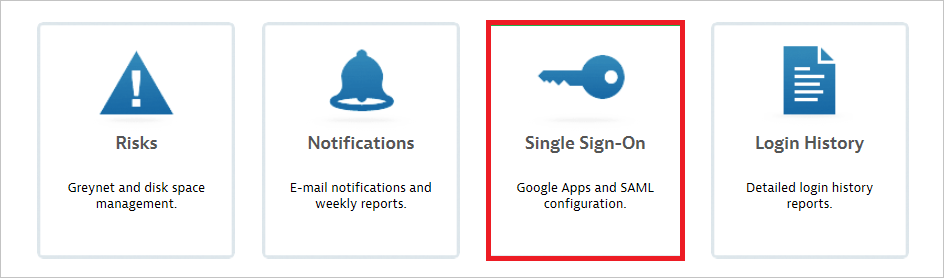 Risks
Greynet and disk space
management.
Notifications
E-mail notifications and
weekly reports.
Single Sign-On
Google Apps and SAML
configuration.
Login History
Detailed login history
reports.